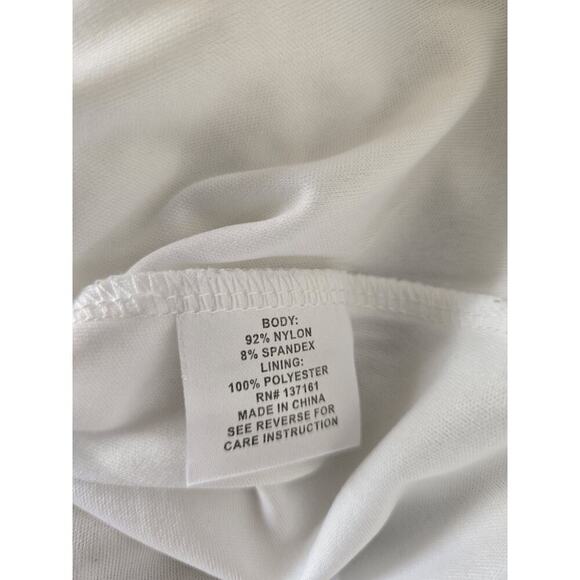 BODY:
92% NYLON
8% SPANDEX
LINING:
100% POLYESTER
RN# 137161
MADE IN CHINA
SEE REVERSE FOR
CARE INSTRUCTION